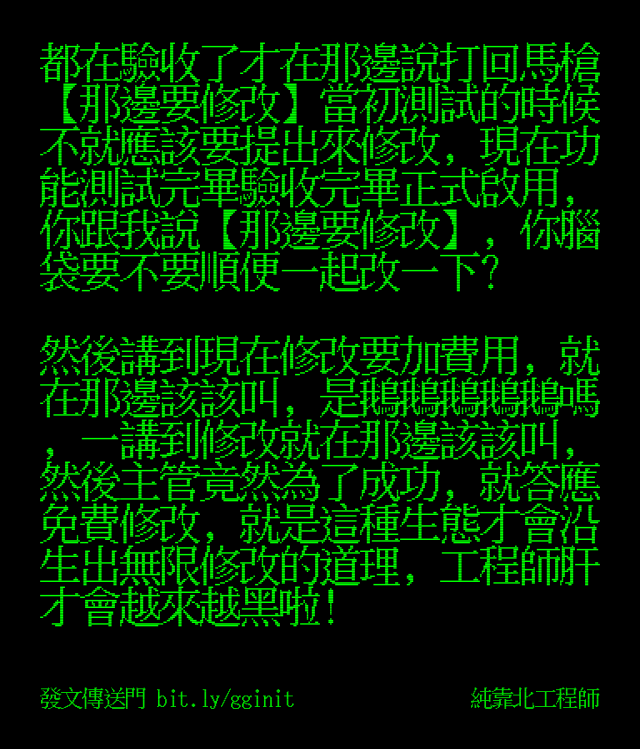 都在驗收了才在那邊說打回馬槍
【那邊要修改】當初測試的時候
不就應該要提出來修改，現在功
能測試完畢驗收完畢正式啟用，
你跟我說【那邊要修改】，你腦
袋要不要順便一起改一下?
然後講到現在修改要加費用，就
在那邊該該叫，是鵝鵝鵝鵝鵝嗎
，一講到修改就在那邊該該叫，
然後主管竟然為了成功，就答應
免費修改，就是這種生態才會沿
生出無限修改的道理，工程師肝
才會越來越黑啦!
發文傳送門 bit.ly/gginit
純靠北工程師